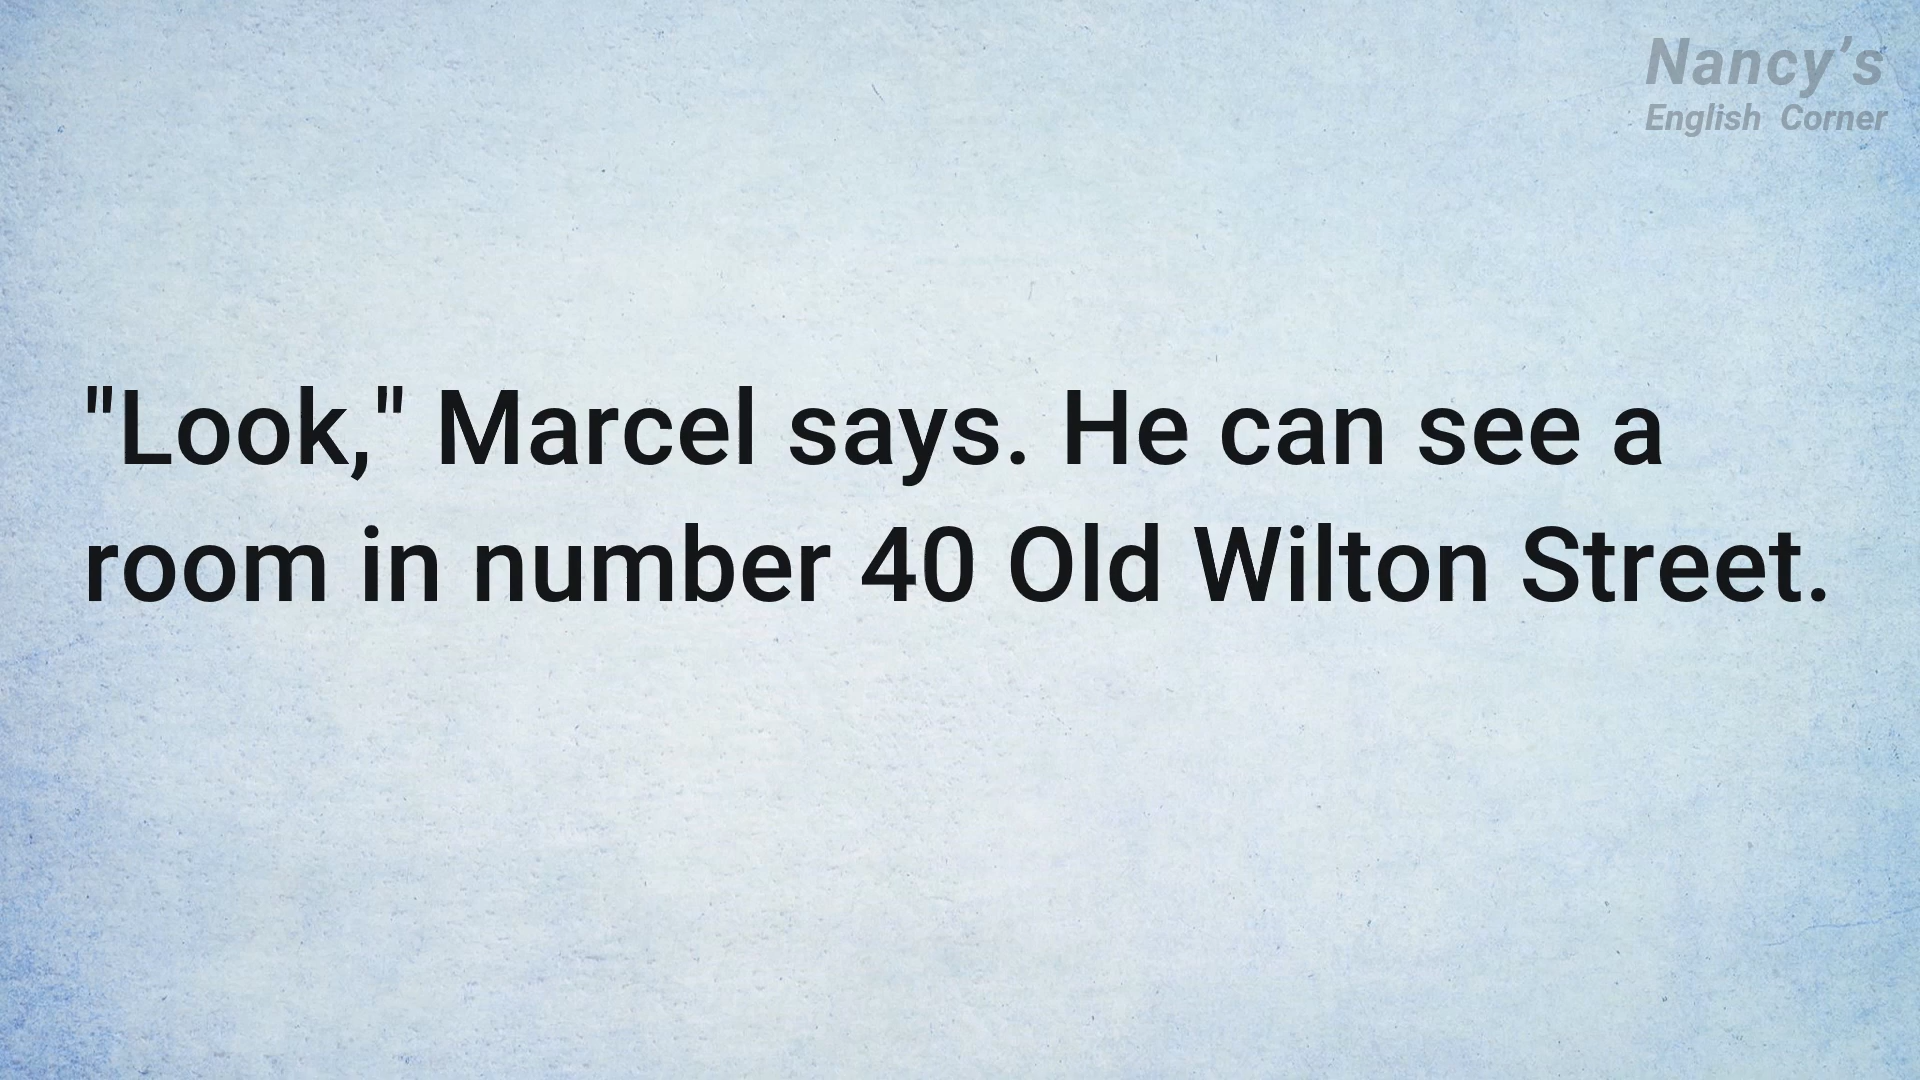 Nancy’s
English Corner
"Look," Marcel says. He can see a
room in number 40 Old Wilton Street.